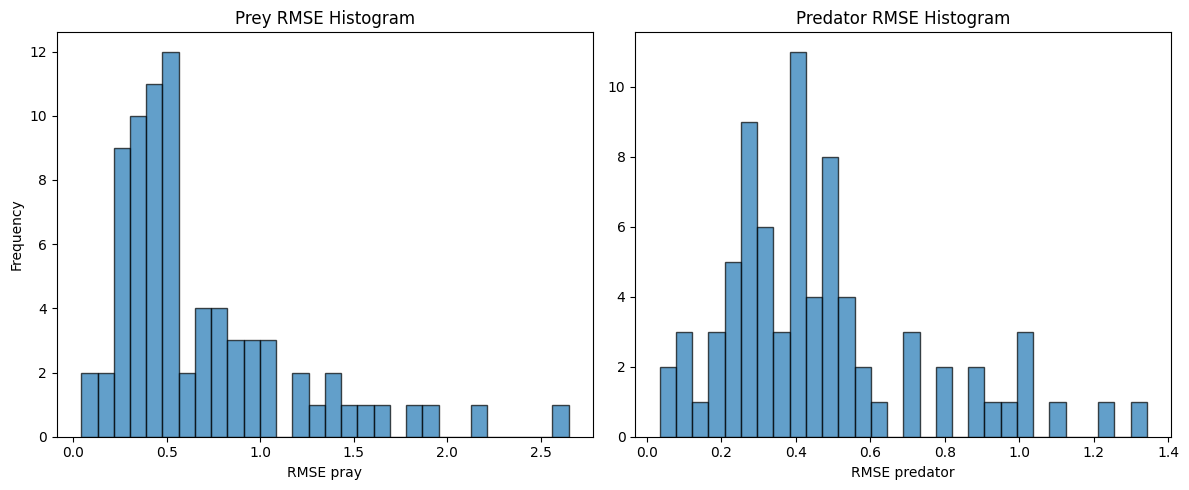 Prey RMSE Histogram
Predator RMSE Histogram
12
10
8
6
4
2
0
Frequency
0.0 0.5 1.0 1.5 2.0 2.5
RMSE pray
10
8
6
4
2
0
0.0 0.2 0.4 0.6 0.8 1.0 1.2 1.4
RMSE predator